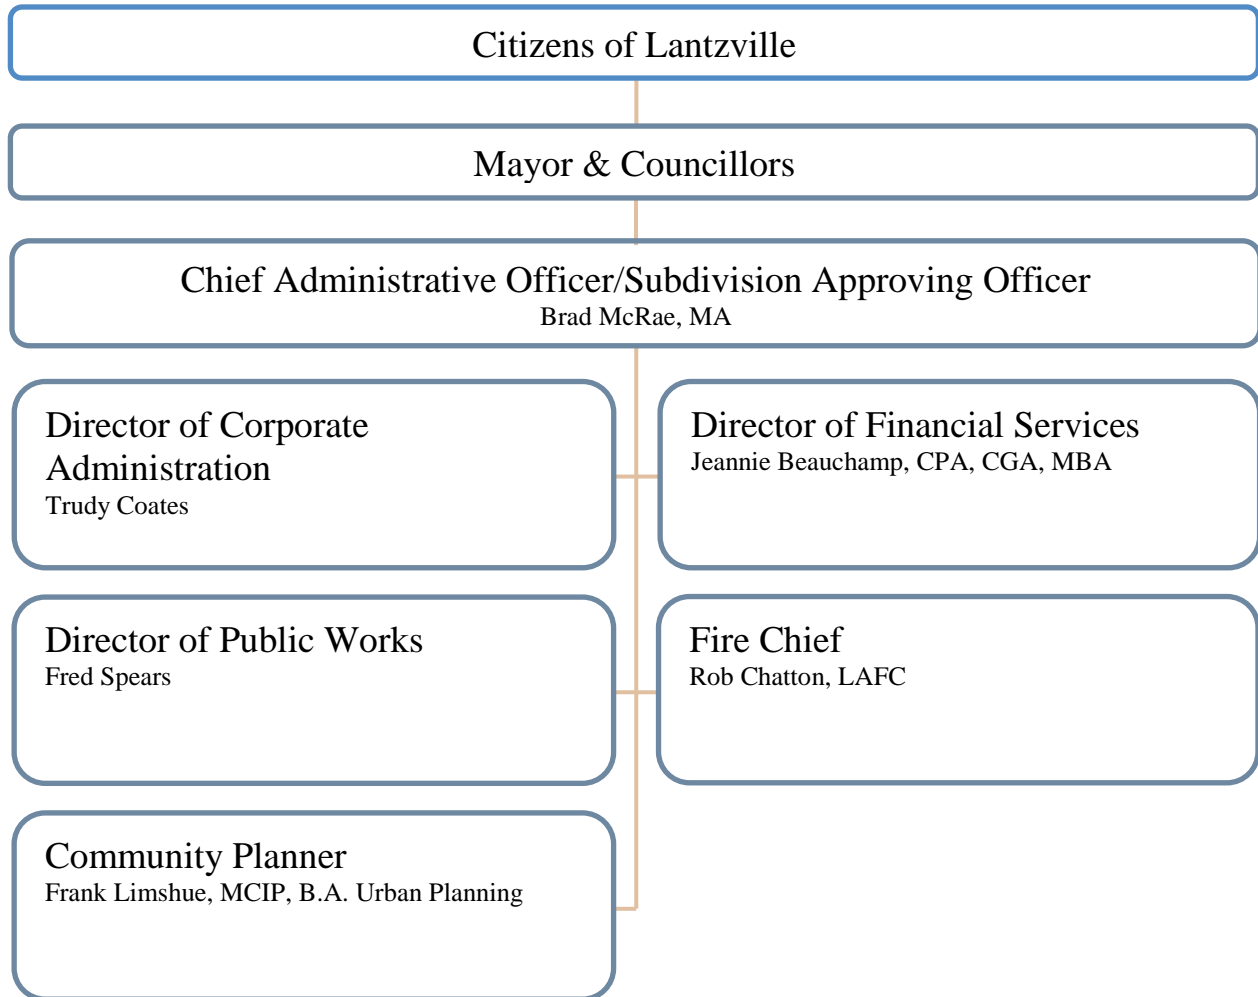 Citizens of Lantzville
Mayor & Councillors
Chief Administrative Officer/Subdivision Approving Officer
Brad McRae, MA
Director of Corporate
Administration
Trudy Coates
Director of Financial Services
Jeannie Beauchamp, CPA, CGA, MBA
Director of Public Works
Fred Spears
Fire Chief
Rob Chatton, LAFC
Community Planner
Frank Limshue, MCIP, B.A. Urban Planning